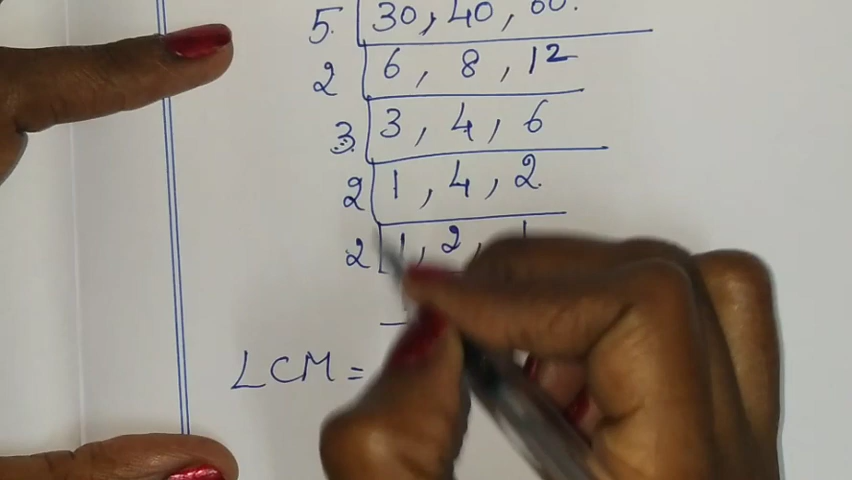 5. 30, 40, 60.
2 6, 8, 12
3. 3, 4, 6
2 1, 4, 2.
2 1, 2, 1
LCM =